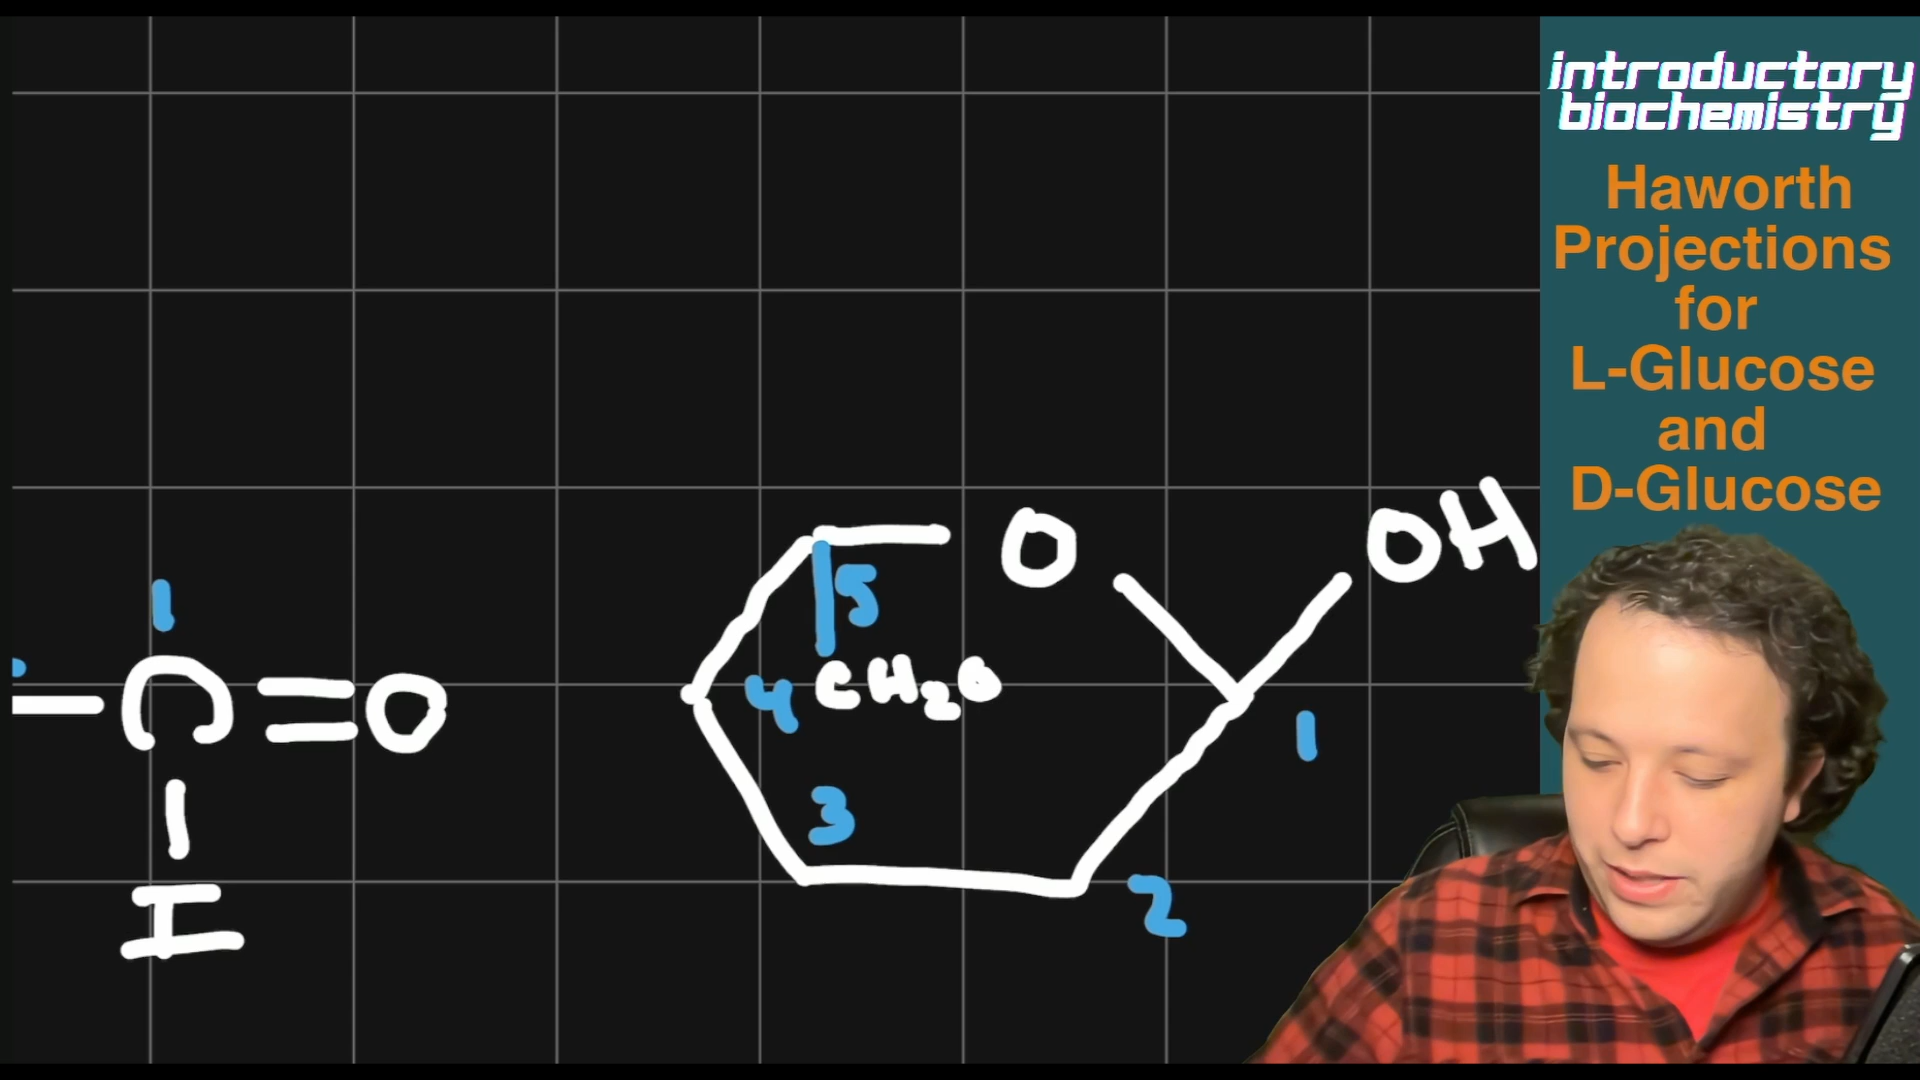 introductory
biochemistry
Haworth
Projections
for
L-Glucose
and
D-Glucose
O
OH
5
1
4
CH2O
C=O
1
3
H
2